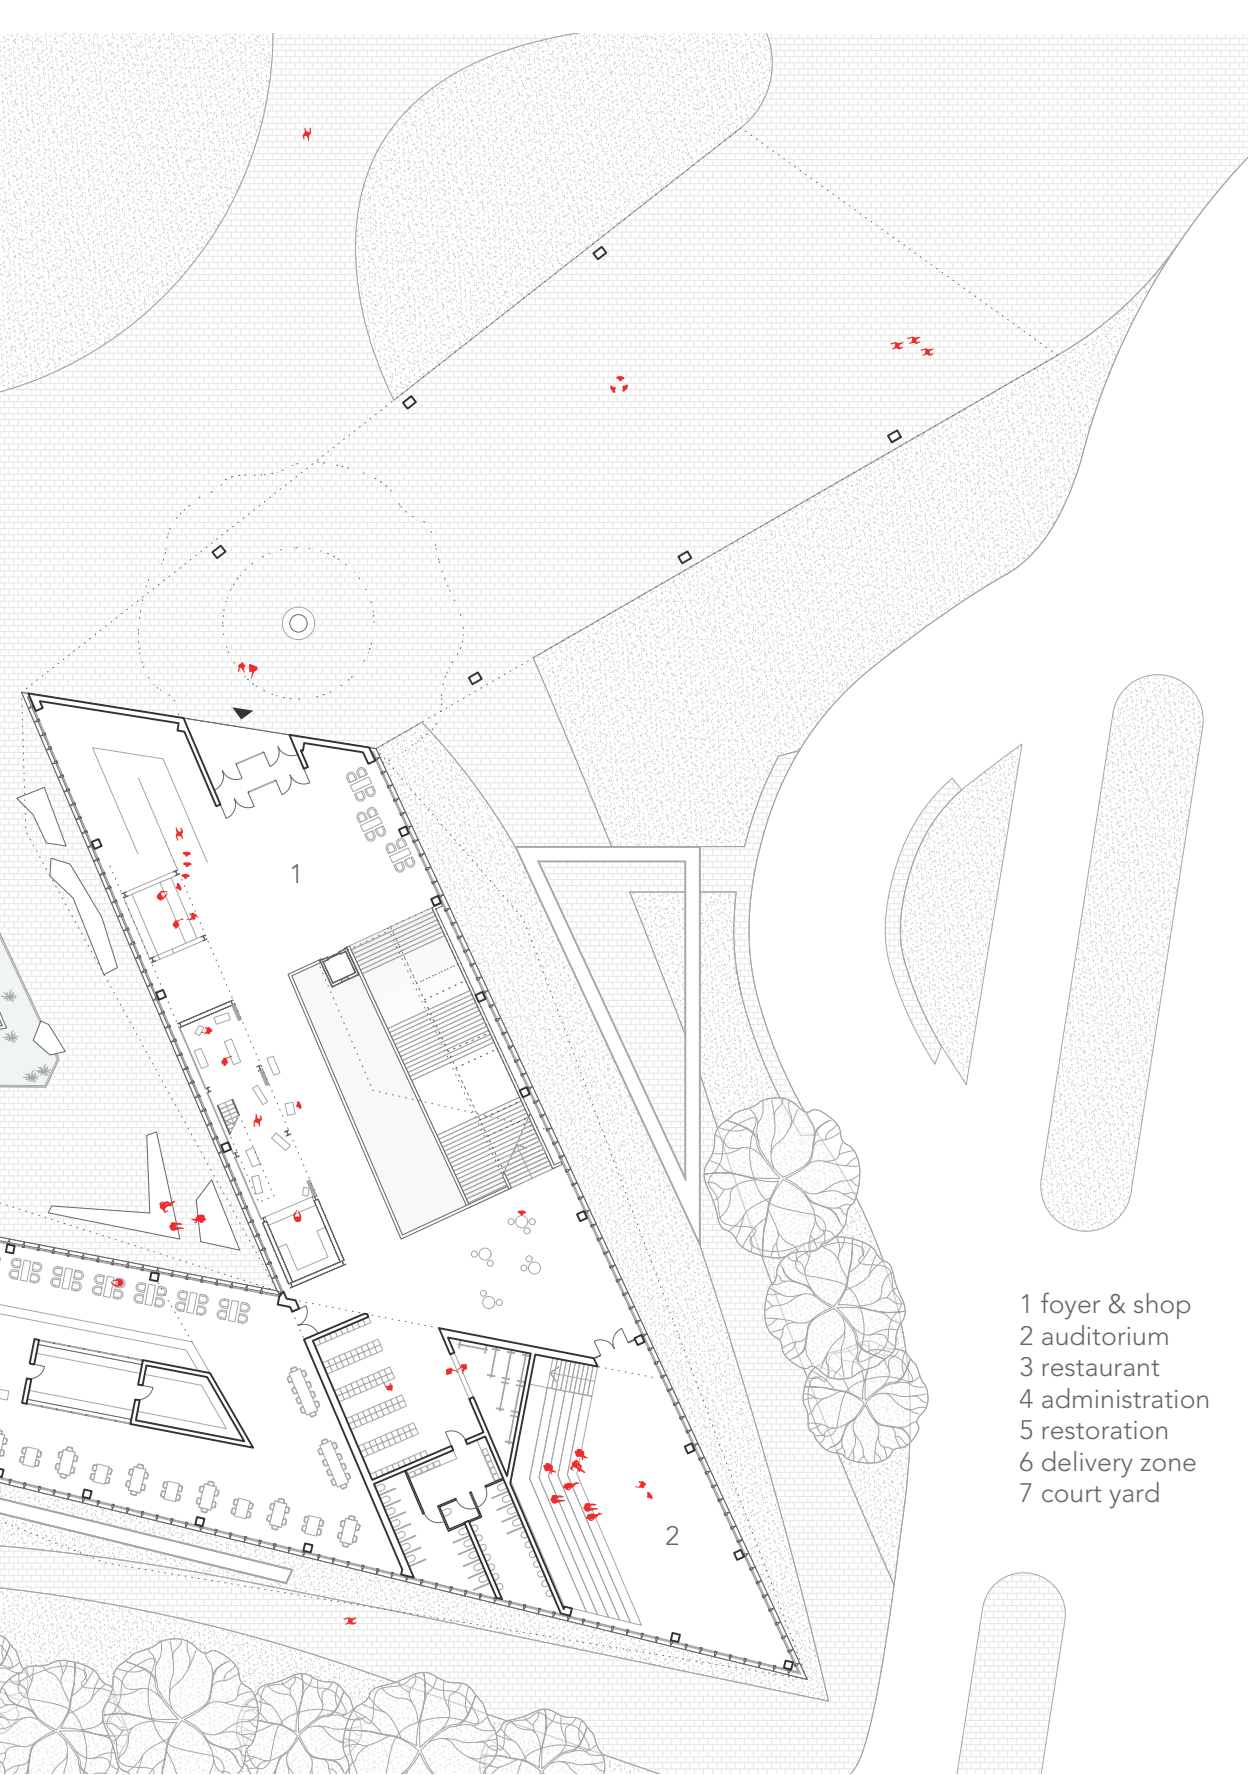 1
2
1 foyer & shop
2 auditorium
3 restaurant
4 administration
5 restoration
6 delivery zone
7 court yard